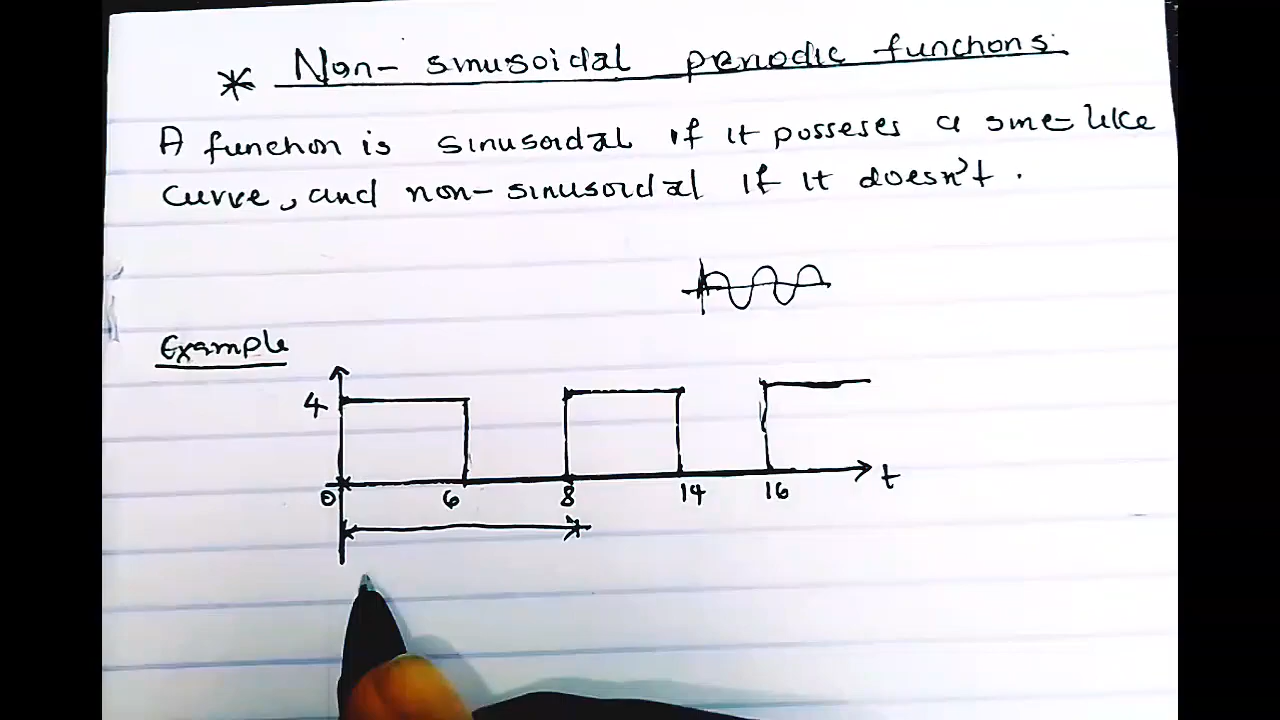 * Non-sinusoidal periodic functions
A function is sinusoidal if it posseses a sine-like
curve, and non-sinusoidal if it doesn't.
Example
4
0 6 8 14 16 t